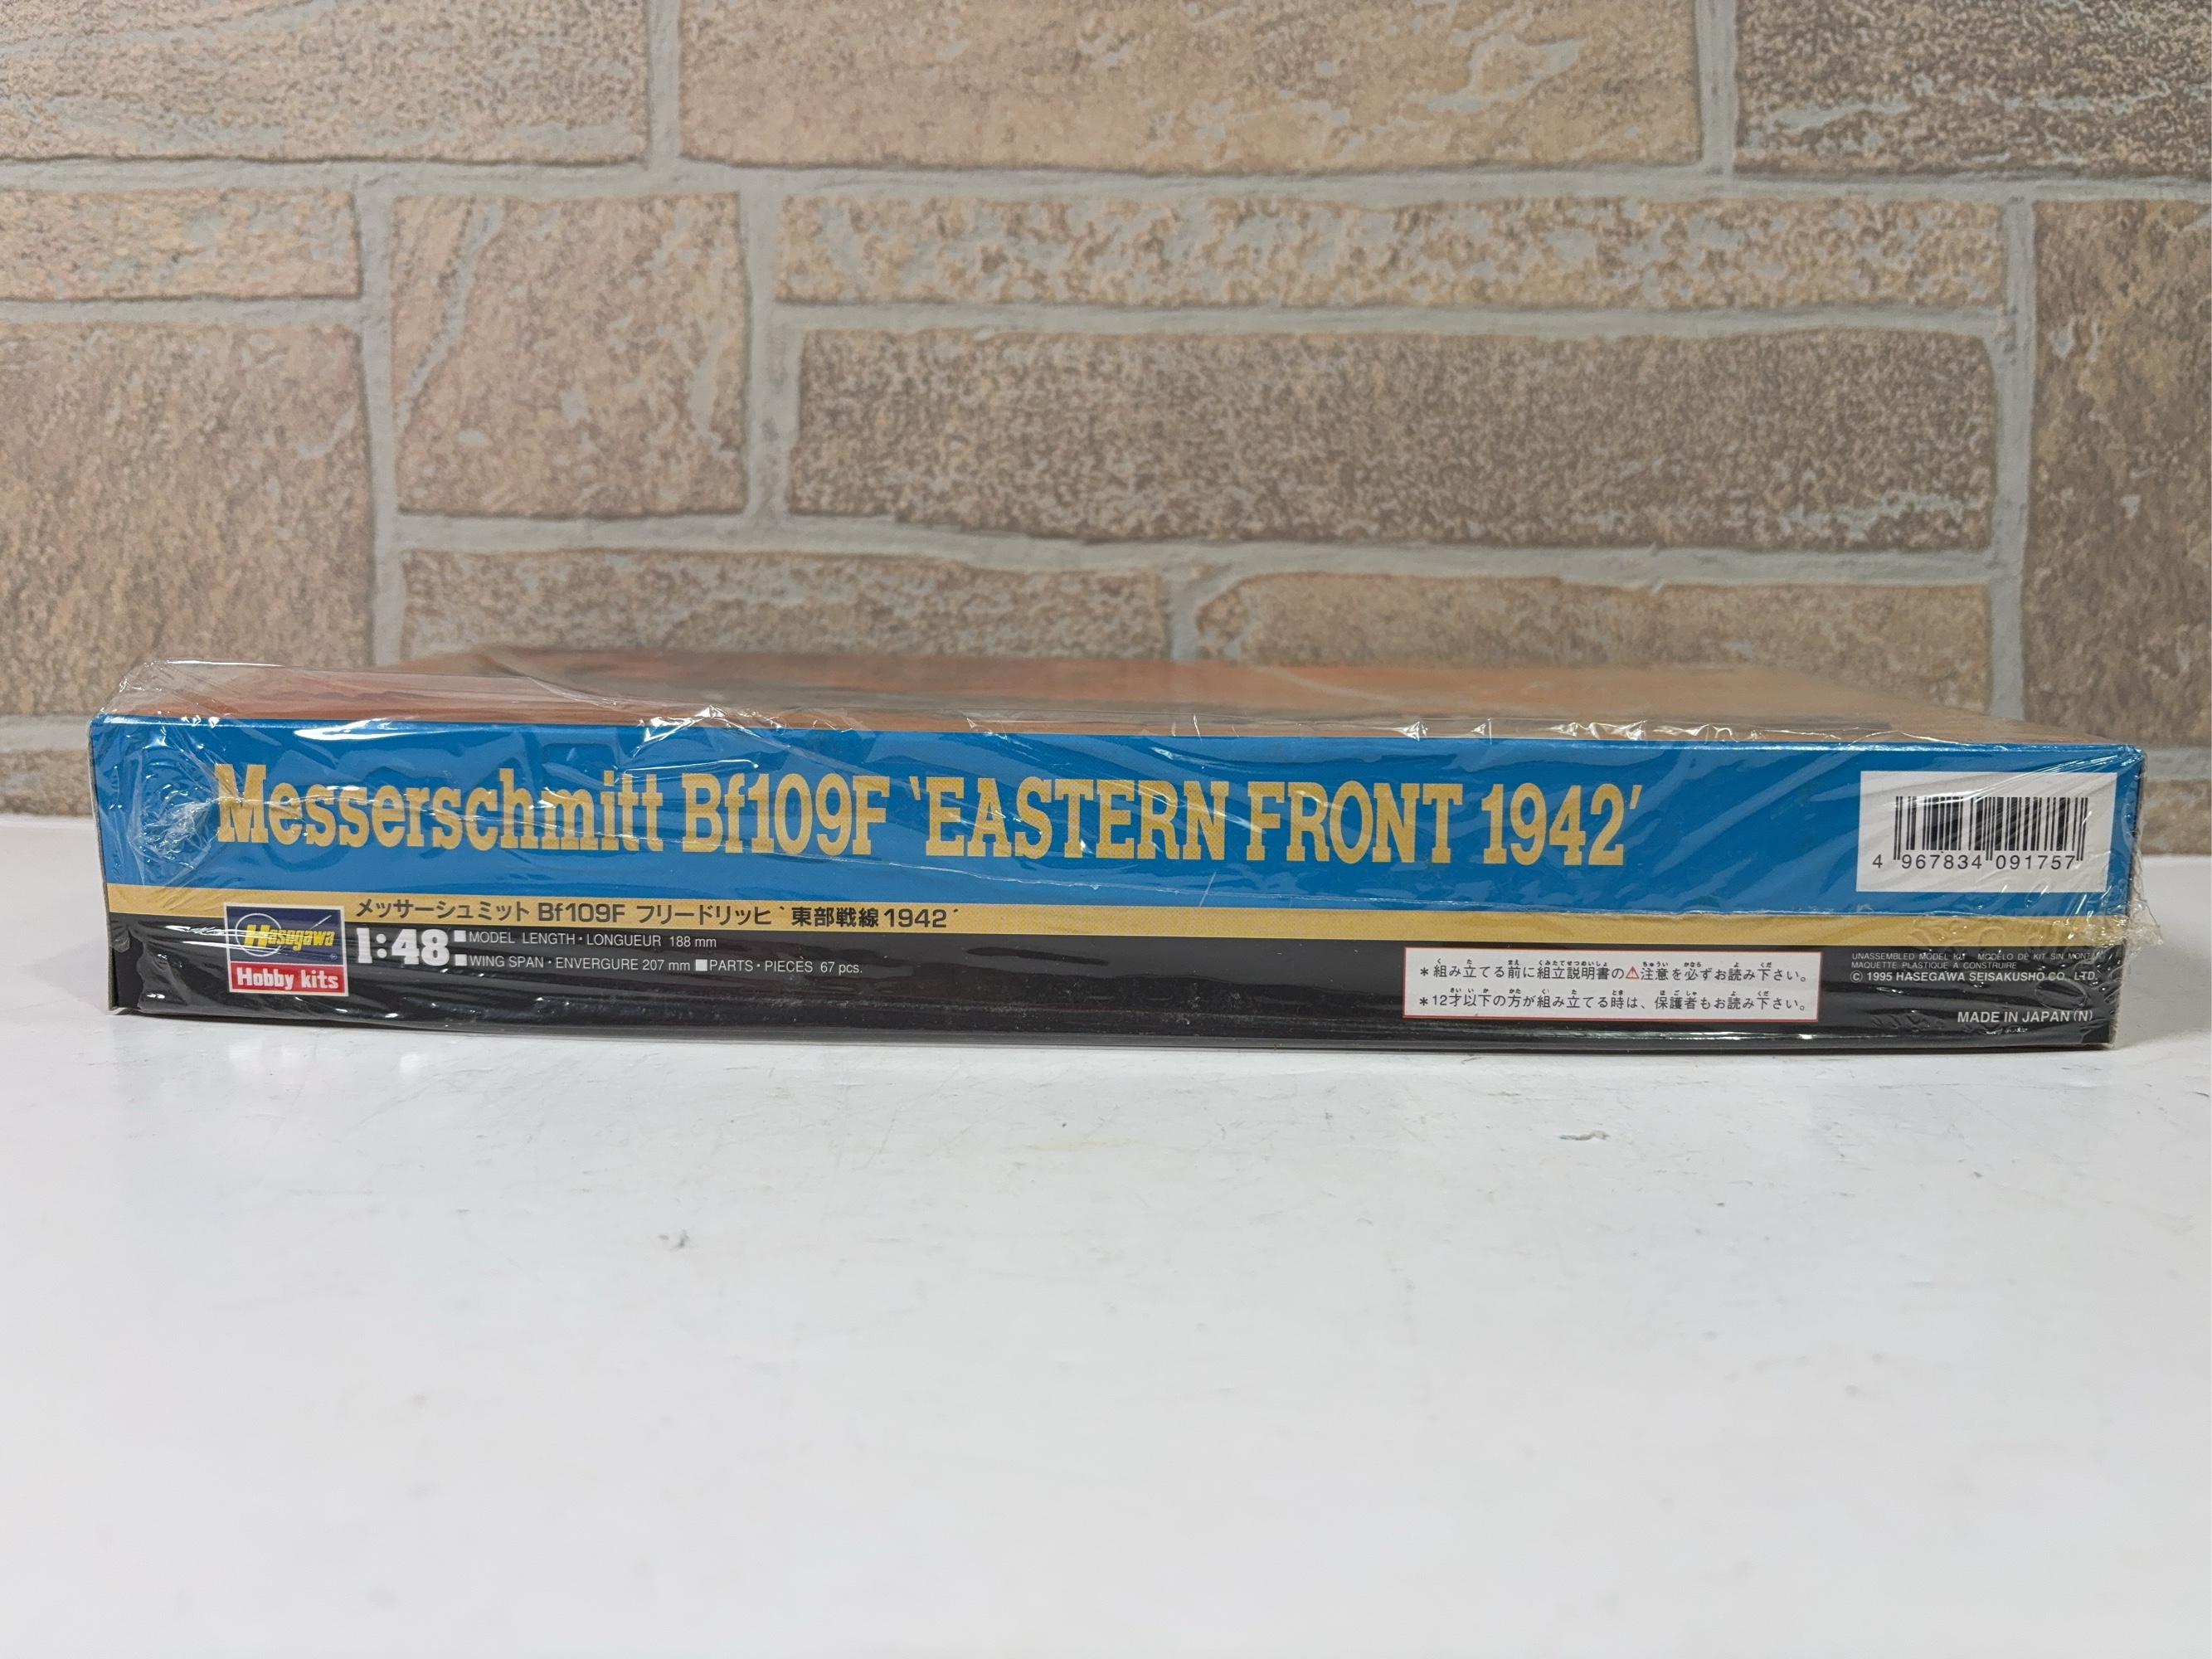 Messerschmitt Bf109F 'EASTERN FRONT 1942'
4 967834 091757
メッサーシュミット Bf109F フリードリッヒ '東部戦線1942'
Hasegawa
Hobby kits
1:48
■MODEL LENGTH・LONGUEUR 188 mm
■WING SPAN・ENVERGURE 207 mm ■PARTS・PIECES 67 pcs.
＊組み立てる前に組立説明書の⚠注意を必ずお読み下さい。
＊12才以下の方が組み立てる時は、保護者もお読み下さい。
UNASSEMBLED MODEL KIT MODELO DE KIT SIN MONTAR
MAQUETTE PLASTIQUE A CONSTRUIRE
© 1995 HASEGAWA SEISAKUSHO CO., LTD.
MADE IN JAPAN (N)